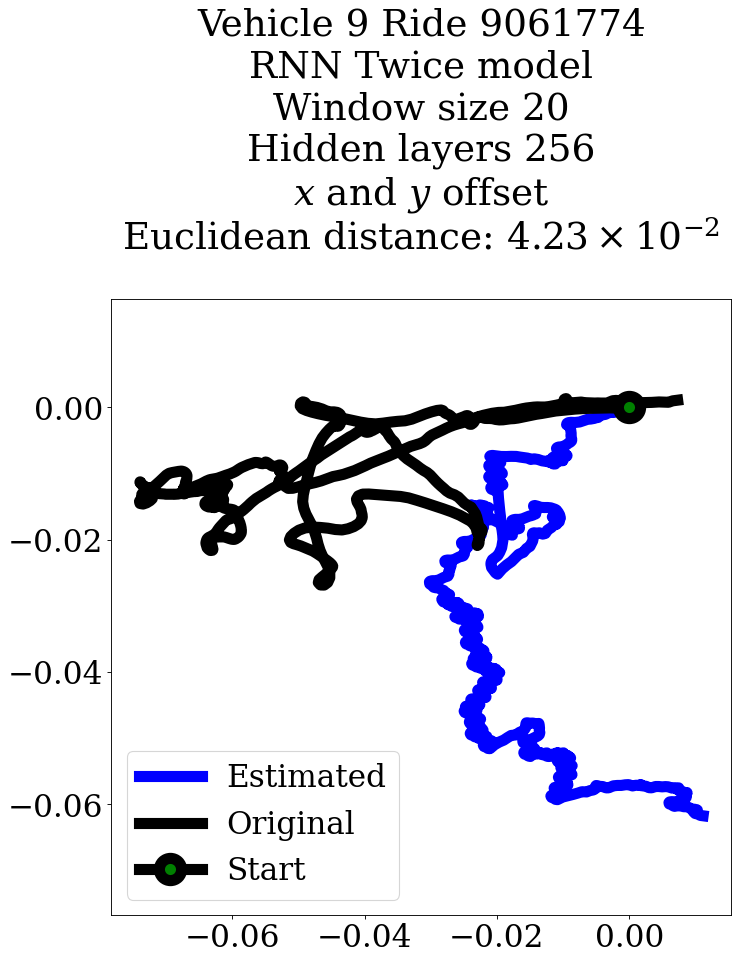 Vehicle 9 Ride 9061774
RNN Twice model
Window size 20
Hidden layers 256
x and y offset
Euclidean distance: 4.23 × 10⁻²
0.00
−0.02
−0.04
−0.06
Estimated
Original
Start
−0.06 −0.04 −0.02 0.00